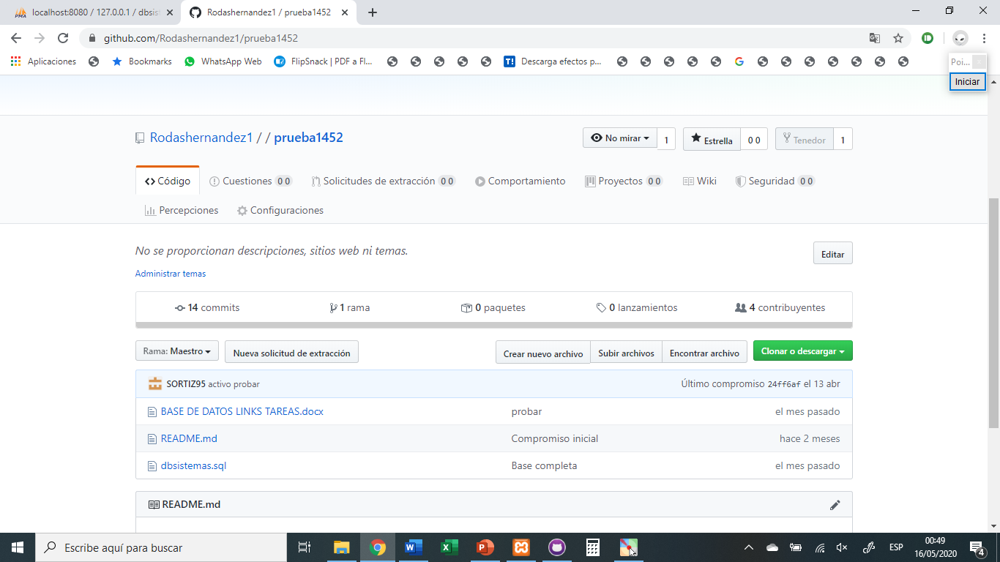 localhost:8080 / 127.0.0.1 / dbsis
Rodashernandez1 / prueba1452
github.com/Rodashernandez1/prueba1452
Aplicaciones
Bookmarks
WhatsApp Web
FlipSnack | PDF a Fl...
T!
Descarga efectos p...
Poi...
Iniciar
Rodashernandez1 / / prueba1452
No mirar 1
Estrella 0 0
Tenedor 1
Código
Cuestiones 0 0
Solicitudes de extracción 0 0
Comportamiento
Proyectos 0 0
Wiki
Seguridad 0 0
Percepciones
Configuraciones
No se proporcionan descripciones, sitios web ni temas.
Editar
Administrar temas
14 commits
1 rama
0 paquetes
0 lanzamientos
4 contribuyentes
Rama: Maestro
Nueva solicitud de extracción
Crear nuevo archivo
Subir archivos
Encontrar archivo
Clonar o descargar
SORTIZ95 activo probar
Último compromiso 24ff6af el 13 abr
BASE DE DATOS LINKS TAREAS.docx probar el mes pasado
README.md Compromiso inicial hace 2 meses
dbsistemas.sql Base completa el mes pasado
README.md
Escribe aquí para buscar
ESP
00:49
16/05/2020
4